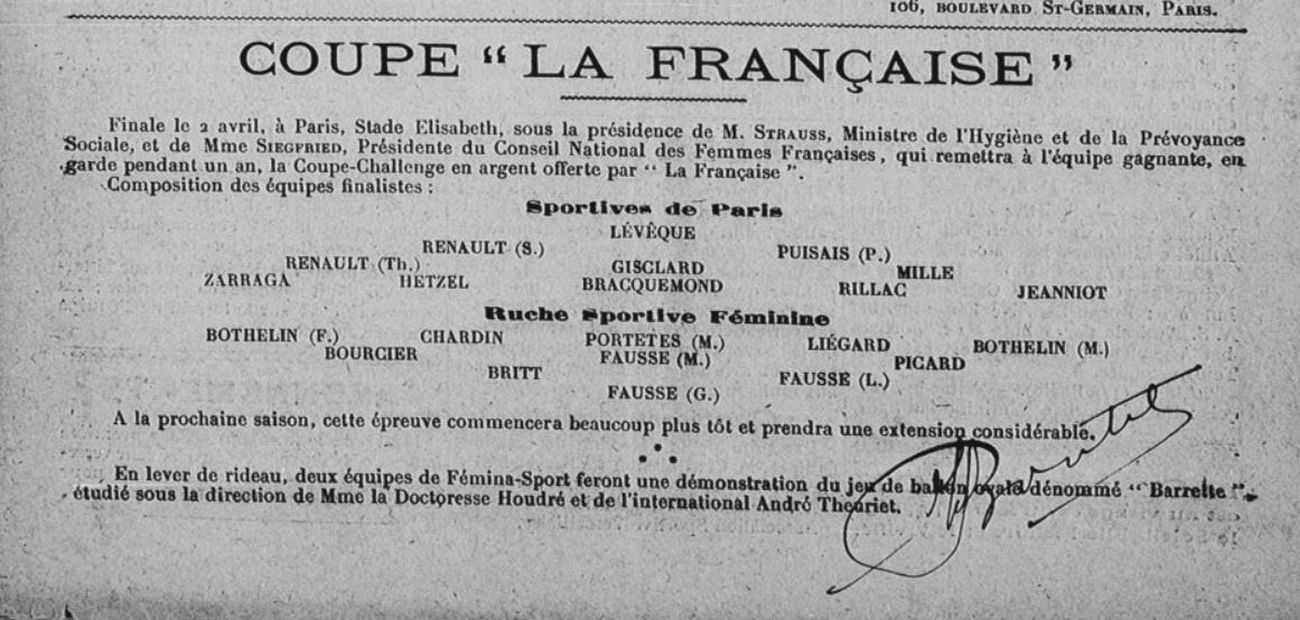 106, BOULEVARD ST-GERMAIN, PARIS.
COUPE “ LA FRANÇAISE ”
Finale le 2 avril, à Paris, Stade Elisabeth, sous la présidence de M. STRAUSS, Ministre de l'Hygiène et de la Prévoyance
Sociale, et de Mme SIEGFRIED, Présidente du Conseil National des Femmes Françaises, qui remettra à l'équipe gagnante, en
garde pendant un an, la Coupe-Challenge en argent offerte par “ La Française ”.
Composition des équipes finalistes :
Sportives de Paris
LÉVÊQUE
RENAULT (S.) PUISAIS (P.)
RENAULT (Th.) GISCLARD MILLE
ZARRAGA HETZEL BRACQUEMOND RILLAC JEANNIOT
Ruche Sportive Féminine
BOTHELIN (F.) CHARDIN PORTETES (M.) LIÉGARD BOTHELIN (M.)
BOURCIER FAUSSE (M.) PICARD
BRITT FAUSSE (L.)
FAUSSE (G.)
A la prochaine saison, cette épreuve commencera beaucoup plus tôt et prendra une extension considérable.
En lever de rideau, deux équipes de Fémina-Sport feront une démonstration du jeu de ballon ovale dénommé “ Barrette ”.
étudié sous la direction de Mme la Doctoresse Houdré et de l'international André Theuriet.